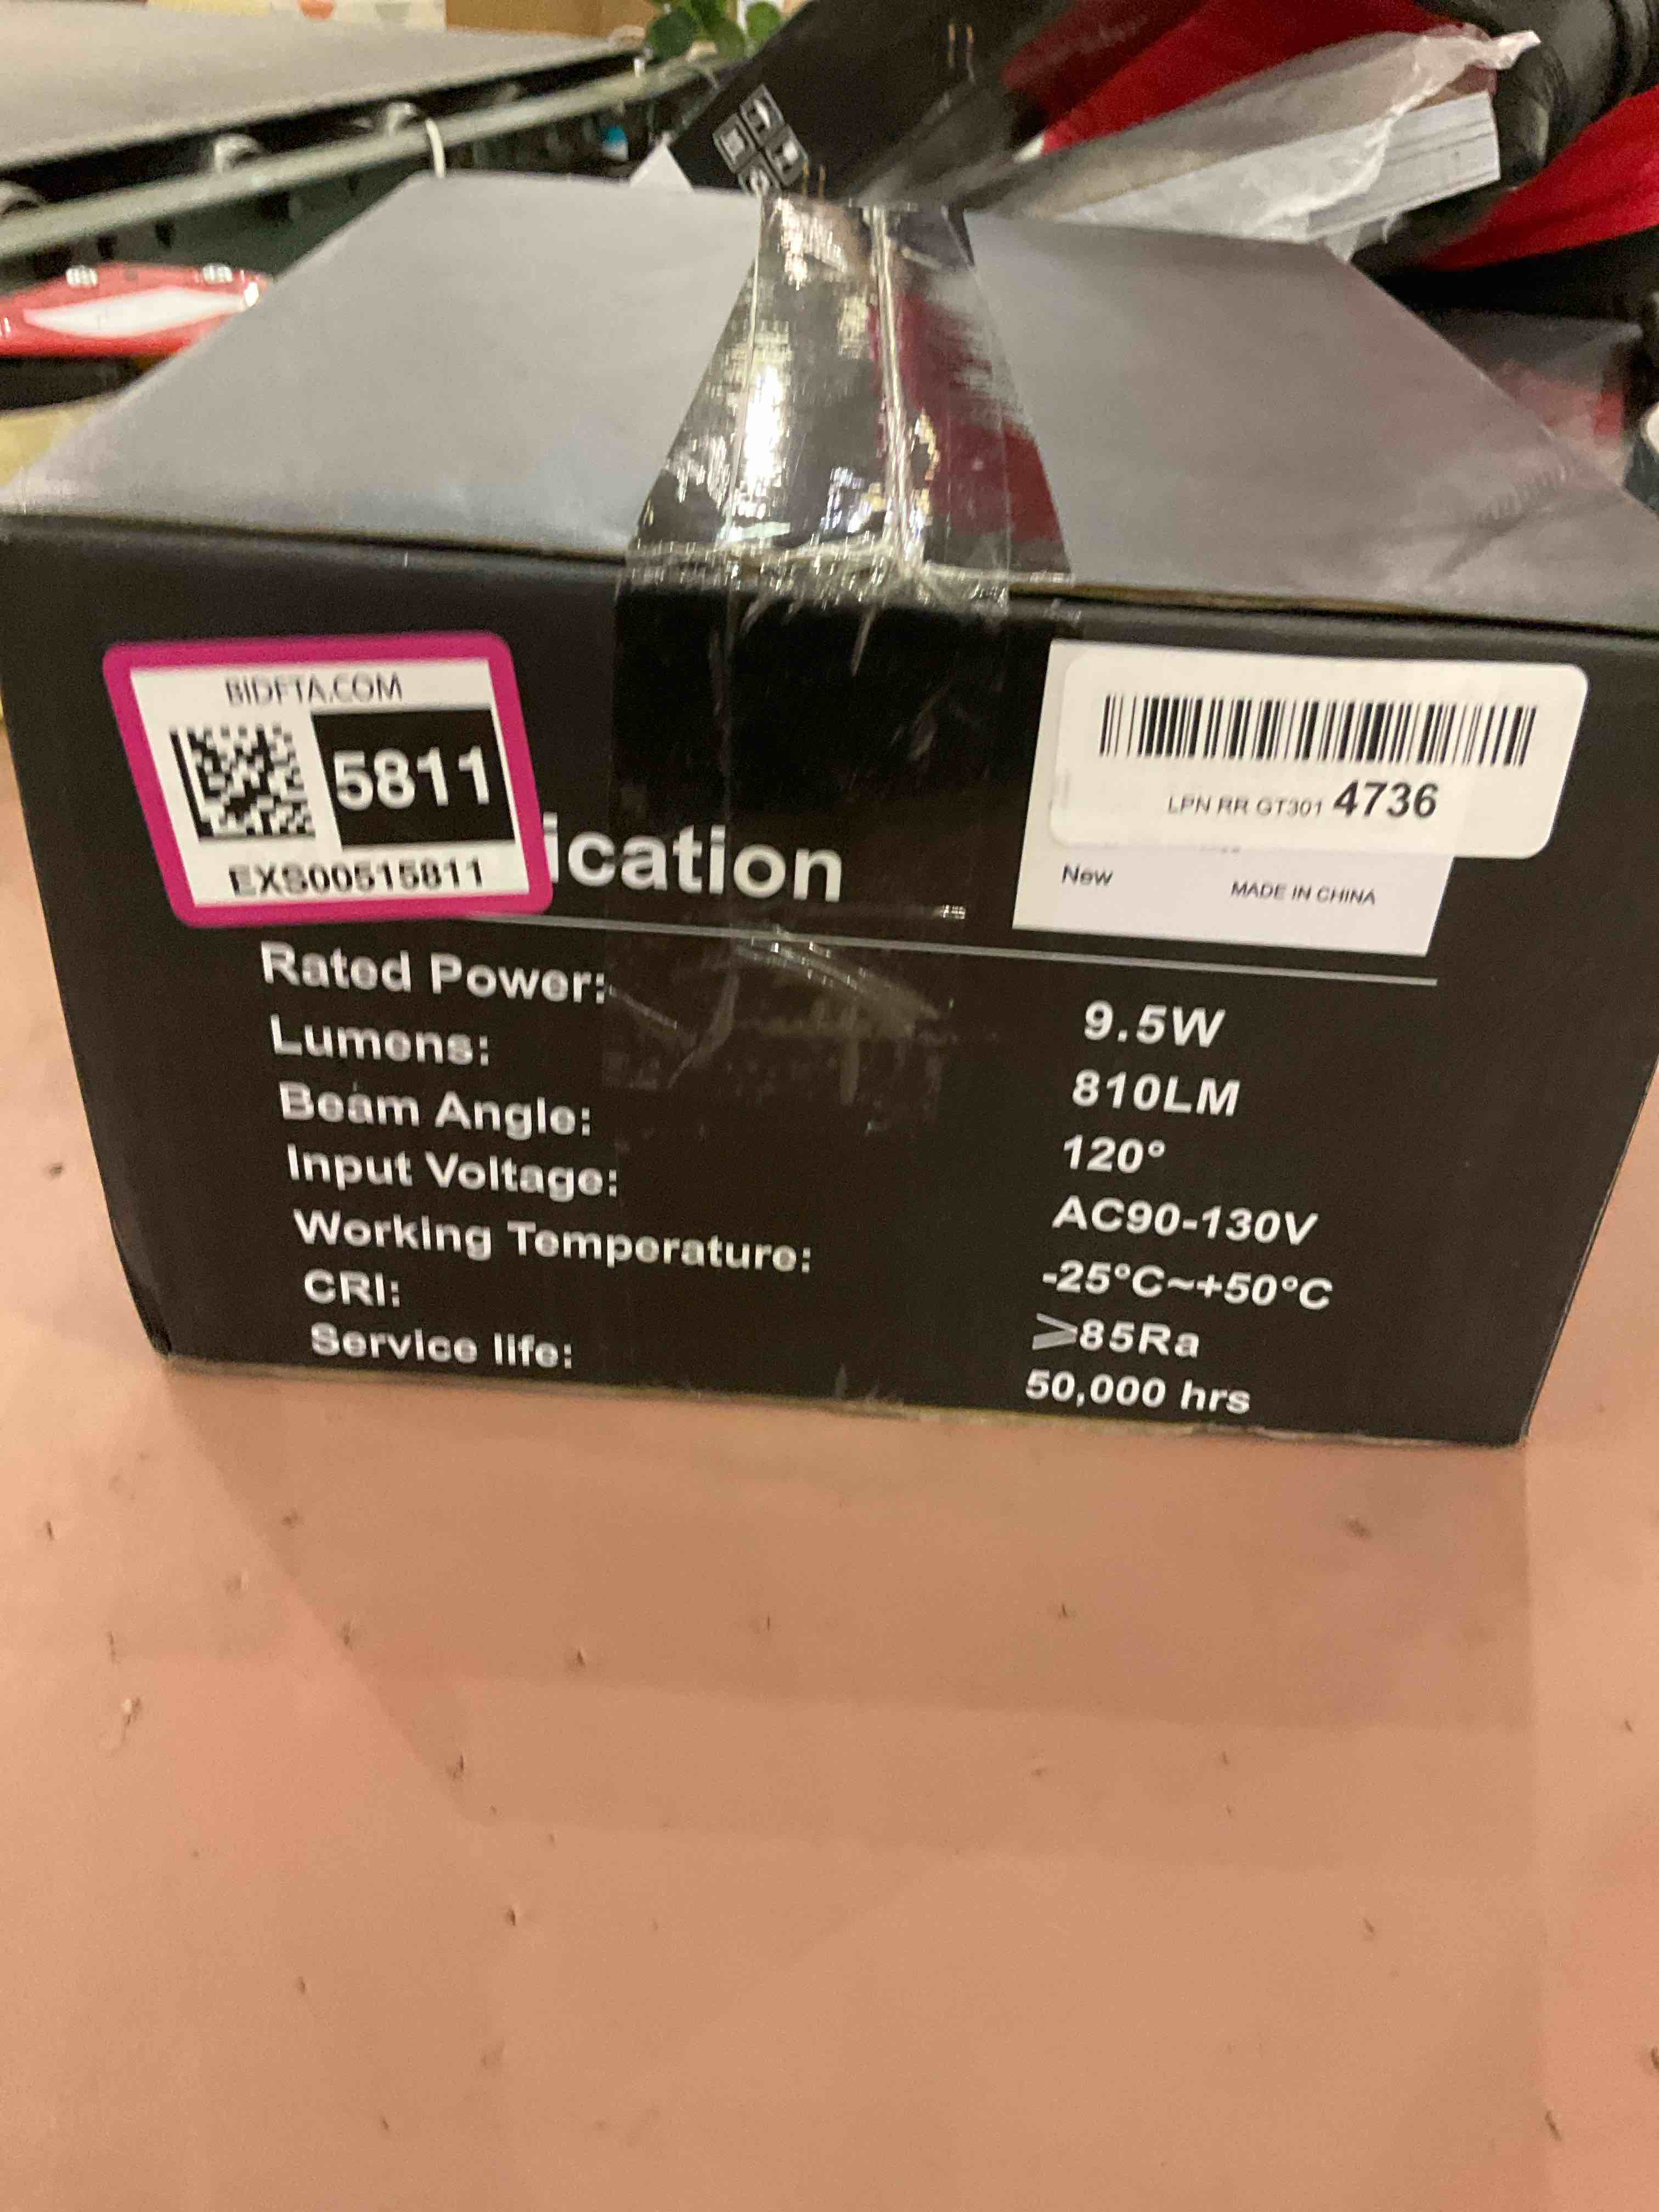 BIDFTA.COM
5811
EXS00515811
LPN RR GT301 4736
New
MADE IN CHINA
ication
Rated Power: 9.5W
Lumens: 810LM
Beam Angle: 120°
Input Voltage: AC90-130V
Working Temperature: -25°C~+50°C
CRI: ≥85Ra
Service life: 50,000 hrs